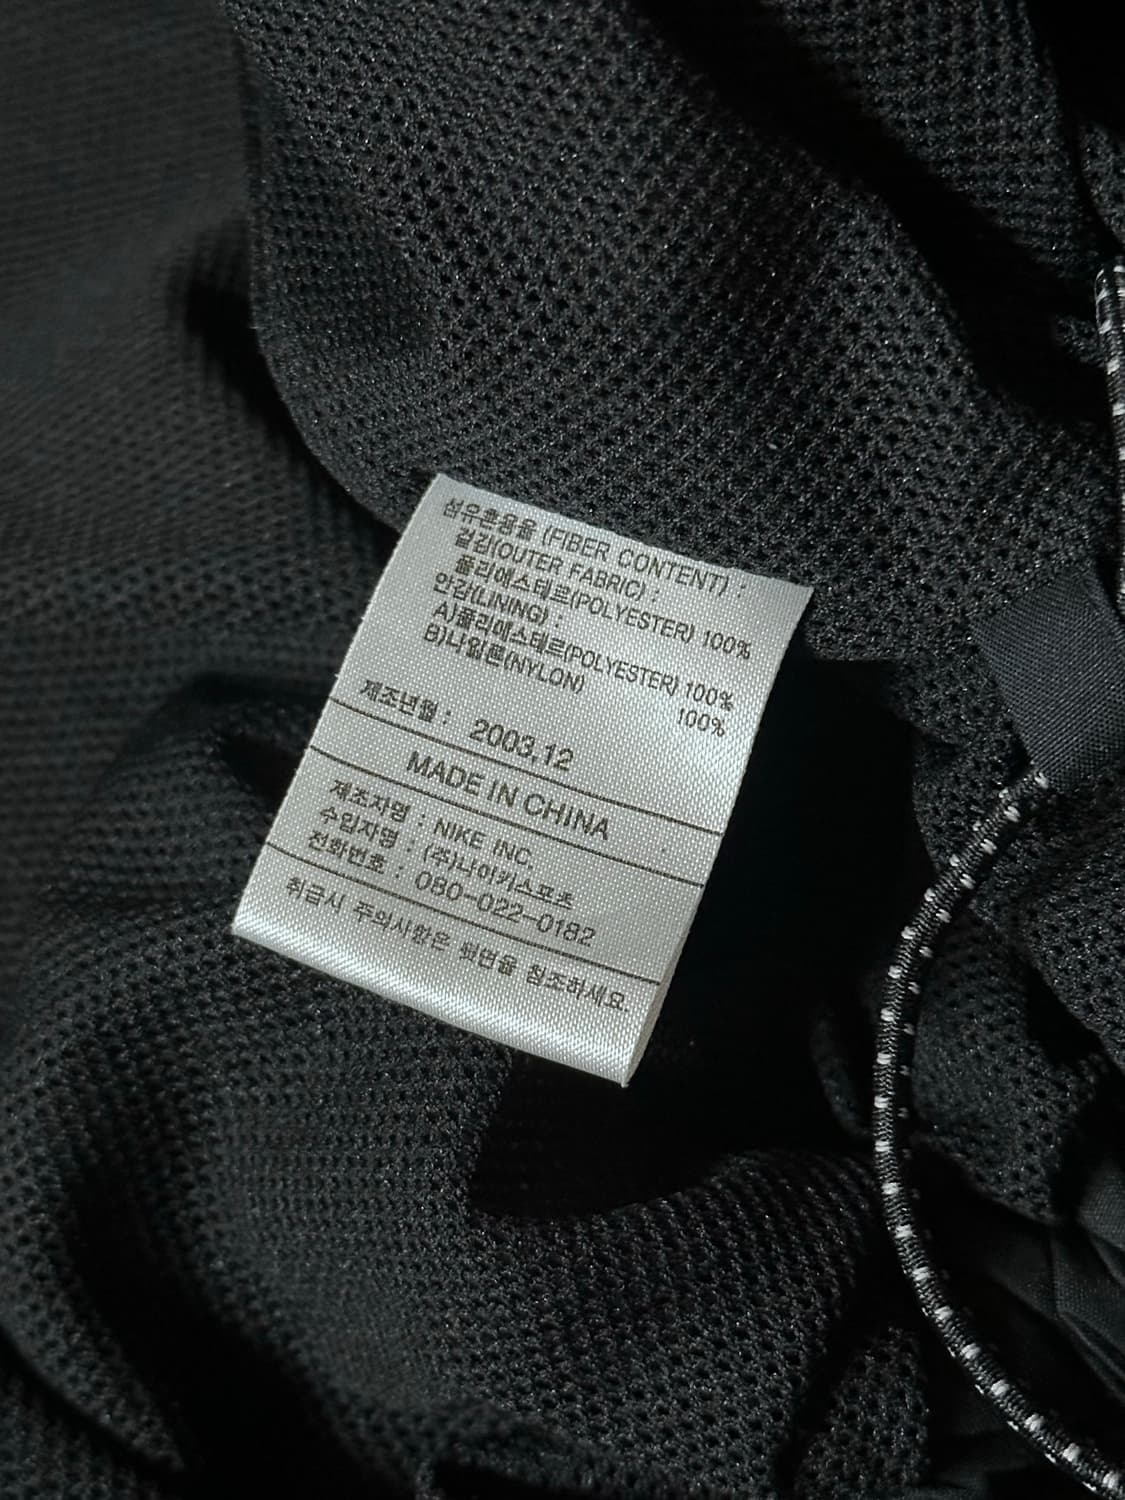 섬유혼용율 (FIBER CONTENT) :
겉감(OUTER FABRIC) :
폴리에스테르(POLYESTER) 100%
안감(LINING) :
A)폴리에스테르(POLYESTER) 100%
B)나일론(NYLON) 100%
제조년월 : 2003.12
MADE IN CHINA
제조자명 : NIKE INC.
수입자명 : (주)나이키스포츠
전화번호 : 080-022-0182
취급시 주의사항은 뒷면을 참조하세요.